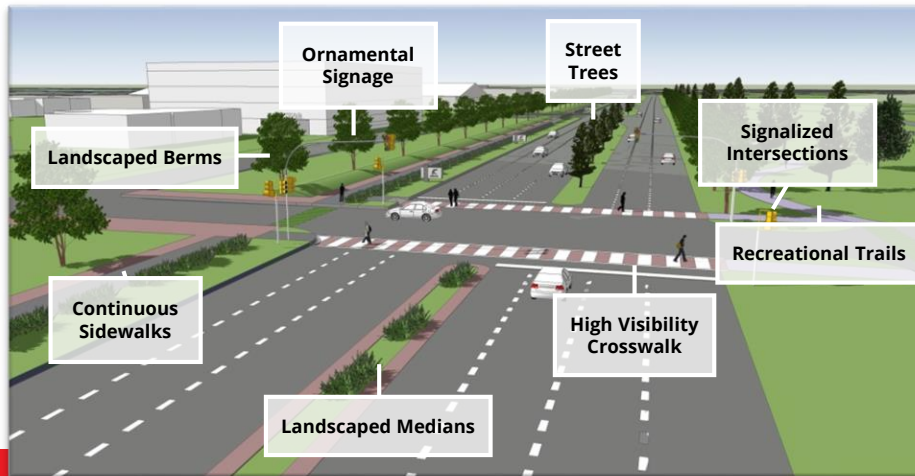 Ornamental
Signage
Street
Trees
Landscaped Berms
Signalized
Intersections
Recreational Trails
Continuous
Sidewalks
High Visibility
Crosswalk
Landscaped Medians